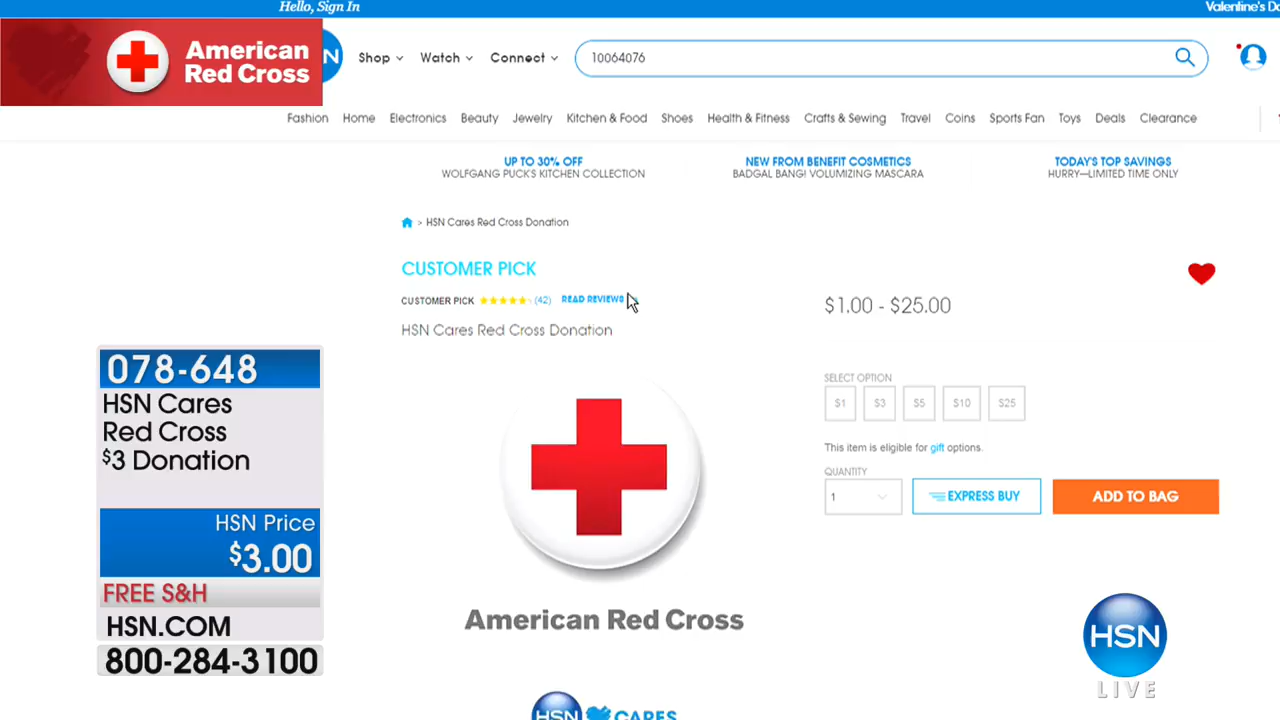 Hello, Sign In
Valentine's Da
American
Red Cross
N
Shop
Watch
Connect
10064076
Fashion
Home
Electronics
Beauty
Jewelry
Kitchen & Food
Shoes
Health & Fitness
Crafts & Sewing
Travel
Coins
Sports Fan
Toys
Deals
Clearance
UP TO 30% OFF
WOLFGANG PUCK'S KITCHEN COLLECTION
NEW FROM BENEFIT COSMETICS
BADGAL BANG! VOLUMIZING MASCARA
TODAY'S TOP SAVINGS
HURRY—LIMITED TIME ONLY
> HSN Cares Red Cross Donation
CUSTOMER PICK
CUSTOMER PICK (42) READ REVIEWS
HSN Cares Red Cross Donation
$1.00 - $25.00
SELECT OPTION
$1
$3
$5
$10
$25
This item is eligible for gift options.
QUANTITY
1
EXPRESS BUY
ADD TO BAG
American Red Cross
HSN CARES
078-648
HSN Cares
Red Cross
$3 Donation
HSN Price
$3.00
FREE S&H
HSN.COM
800-284-3100
HSN
LIVE